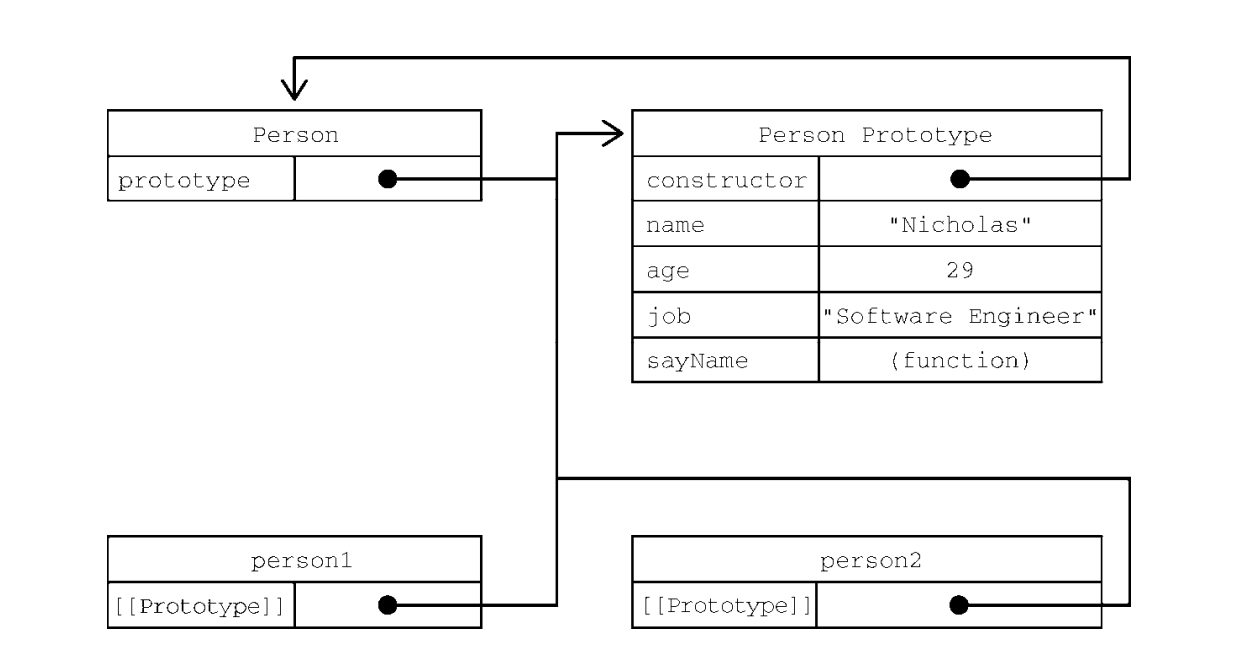 Person
prototype
Person Prototype
constructor
name "Nicholas"
age 29
job "Software Engineer"
sayName (function)
person1
[[Prototype]]
person2
[[Prototype]]